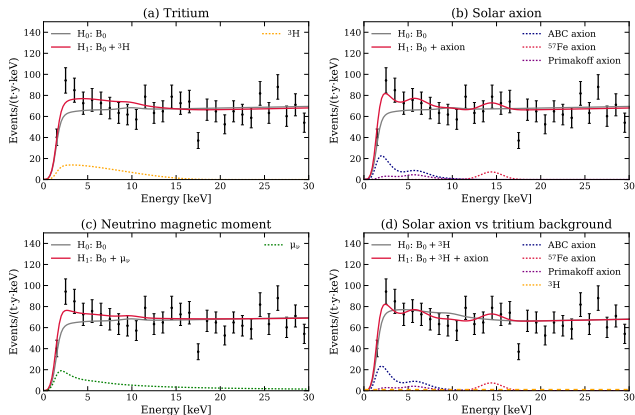 (a) Tritium
H₀: B₀
H₁: B₀ + ³H
³H
Events/(t·y·keV)
140
120
100
80
60
40
20
0
0 5 10 15 20 25 30
Energy [keV]
(b) Solar axion
H₀: B₀
H₁: B₀ + axion
ABC axion
⁵⁷Fe axion
Primakoff axion
Events/(t·y·keV)
140
120
100
80
60
40
20
0
0 5 10 15 20 25 30
Energy [keV]
(c) Neutrino magnetic moment
H₀: B₀
H₁: B₀ + μᵥ
μᵥ
Events/(t·y·keV)
140
120
100
80
60
40
20
0
0 5 10 15 20 25 30
Energy [keV]
(d) Solar axion vs tritium background
H₀: B₀ + ³H
H₁: B₀ + ³H + axion
ABC axion
⁵⁷Fe axion
Primakoff axion
³H
Events/(t·y·keV)
140
120
100
80
60
40
20
0
0 5 10 15 20 25 30
Energy [keV]